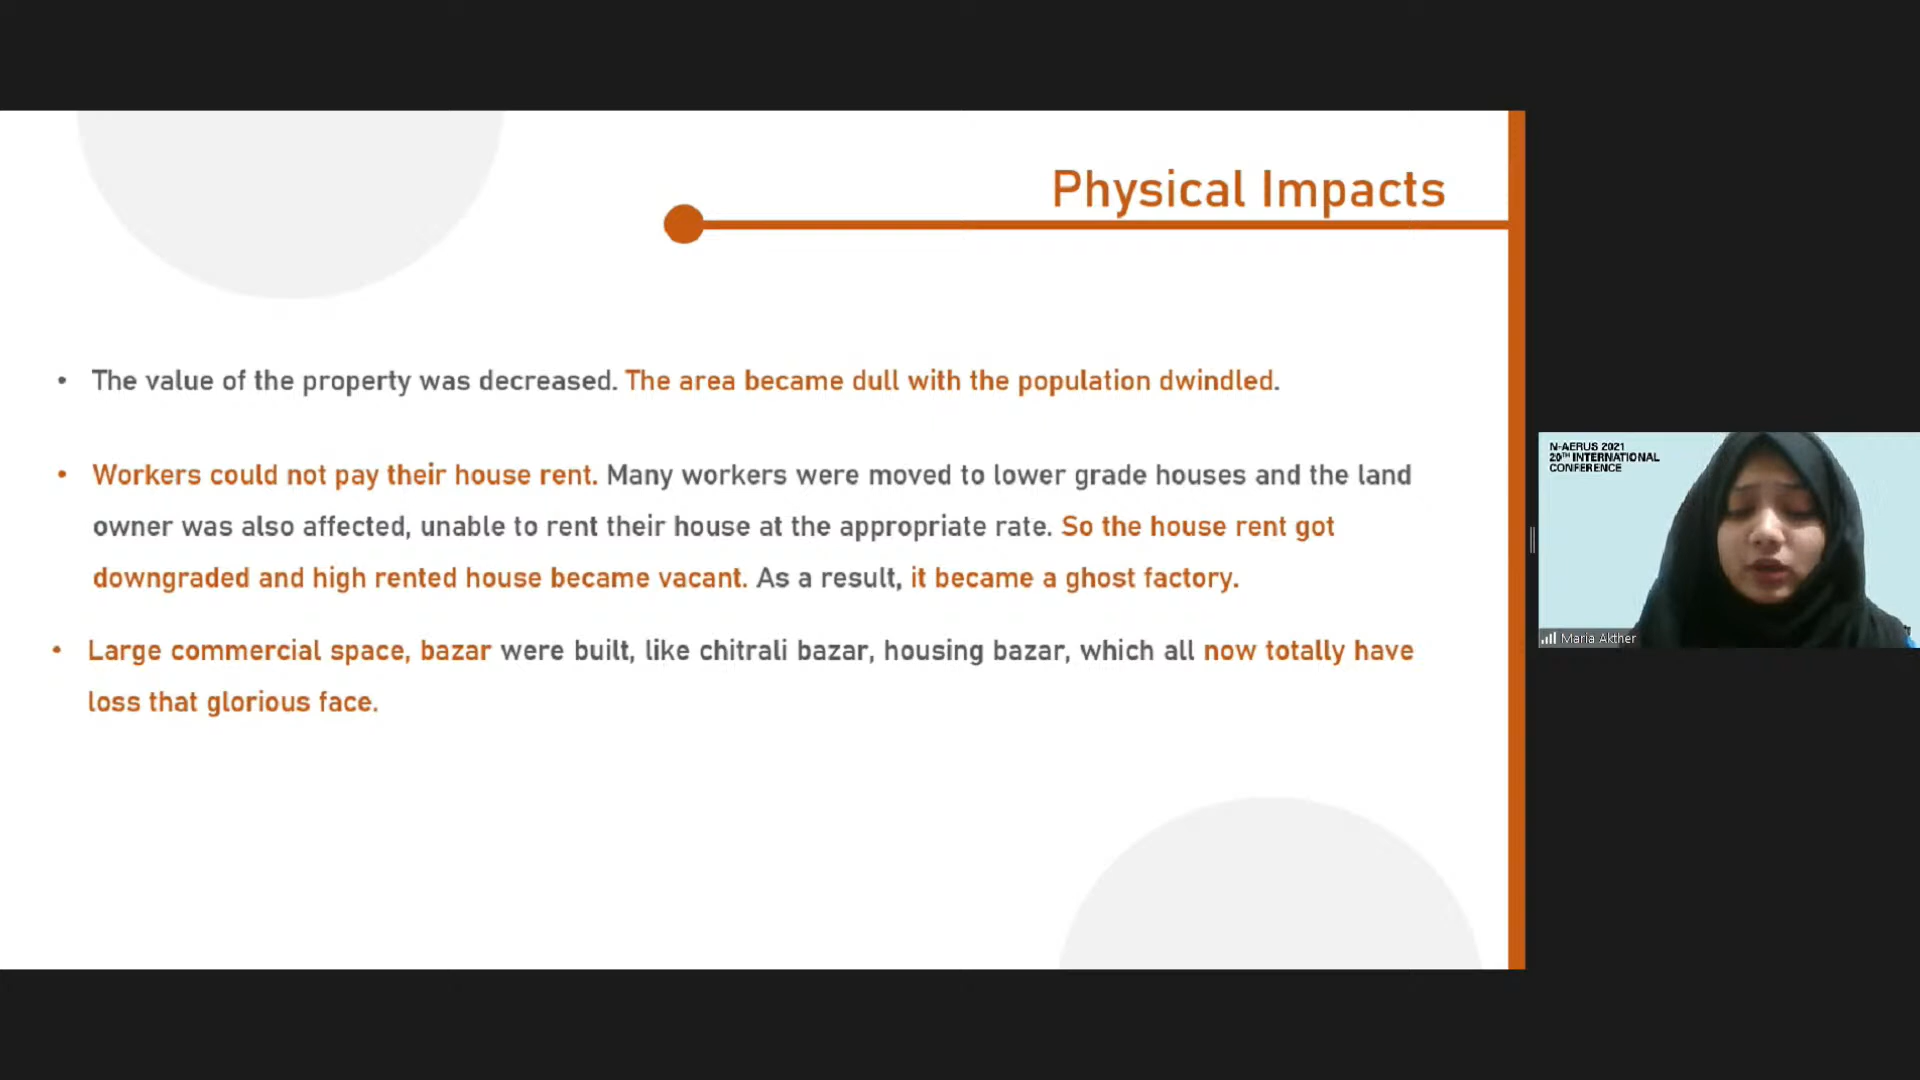 Physical Impacts
• The value of the property was decreased. The area became dull with the population dwindled.
• Workers could not pay their house rent. Many workers were moved to lower grade houses and the land
owner was also affected, unable to rent their house at the appropriate rate. So the house rent got
downgraded and high rented house became vacant. As a result, it became a ghost factory.
• Large commercial space, bazar were built, like chitrali bazar, housing bazar, which all now totally have
loss that glorious face.
N-AERUS 2021
20TH INTERNATIONAL
CONFERENCE
Maria Akther